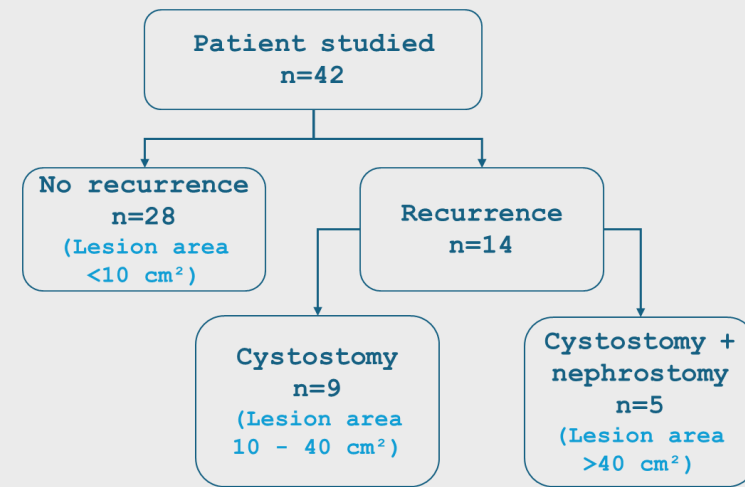 Patient studied
n=42
No recurrence
n=28
(Lesion area
<10 cm²)
Recurrence
n=14
Cystostomy
n=9
(Lesion area
10 - 40 cm²)
Cystostomy +
nephrostomy
n=5
(Lesion area
>40 cm²)